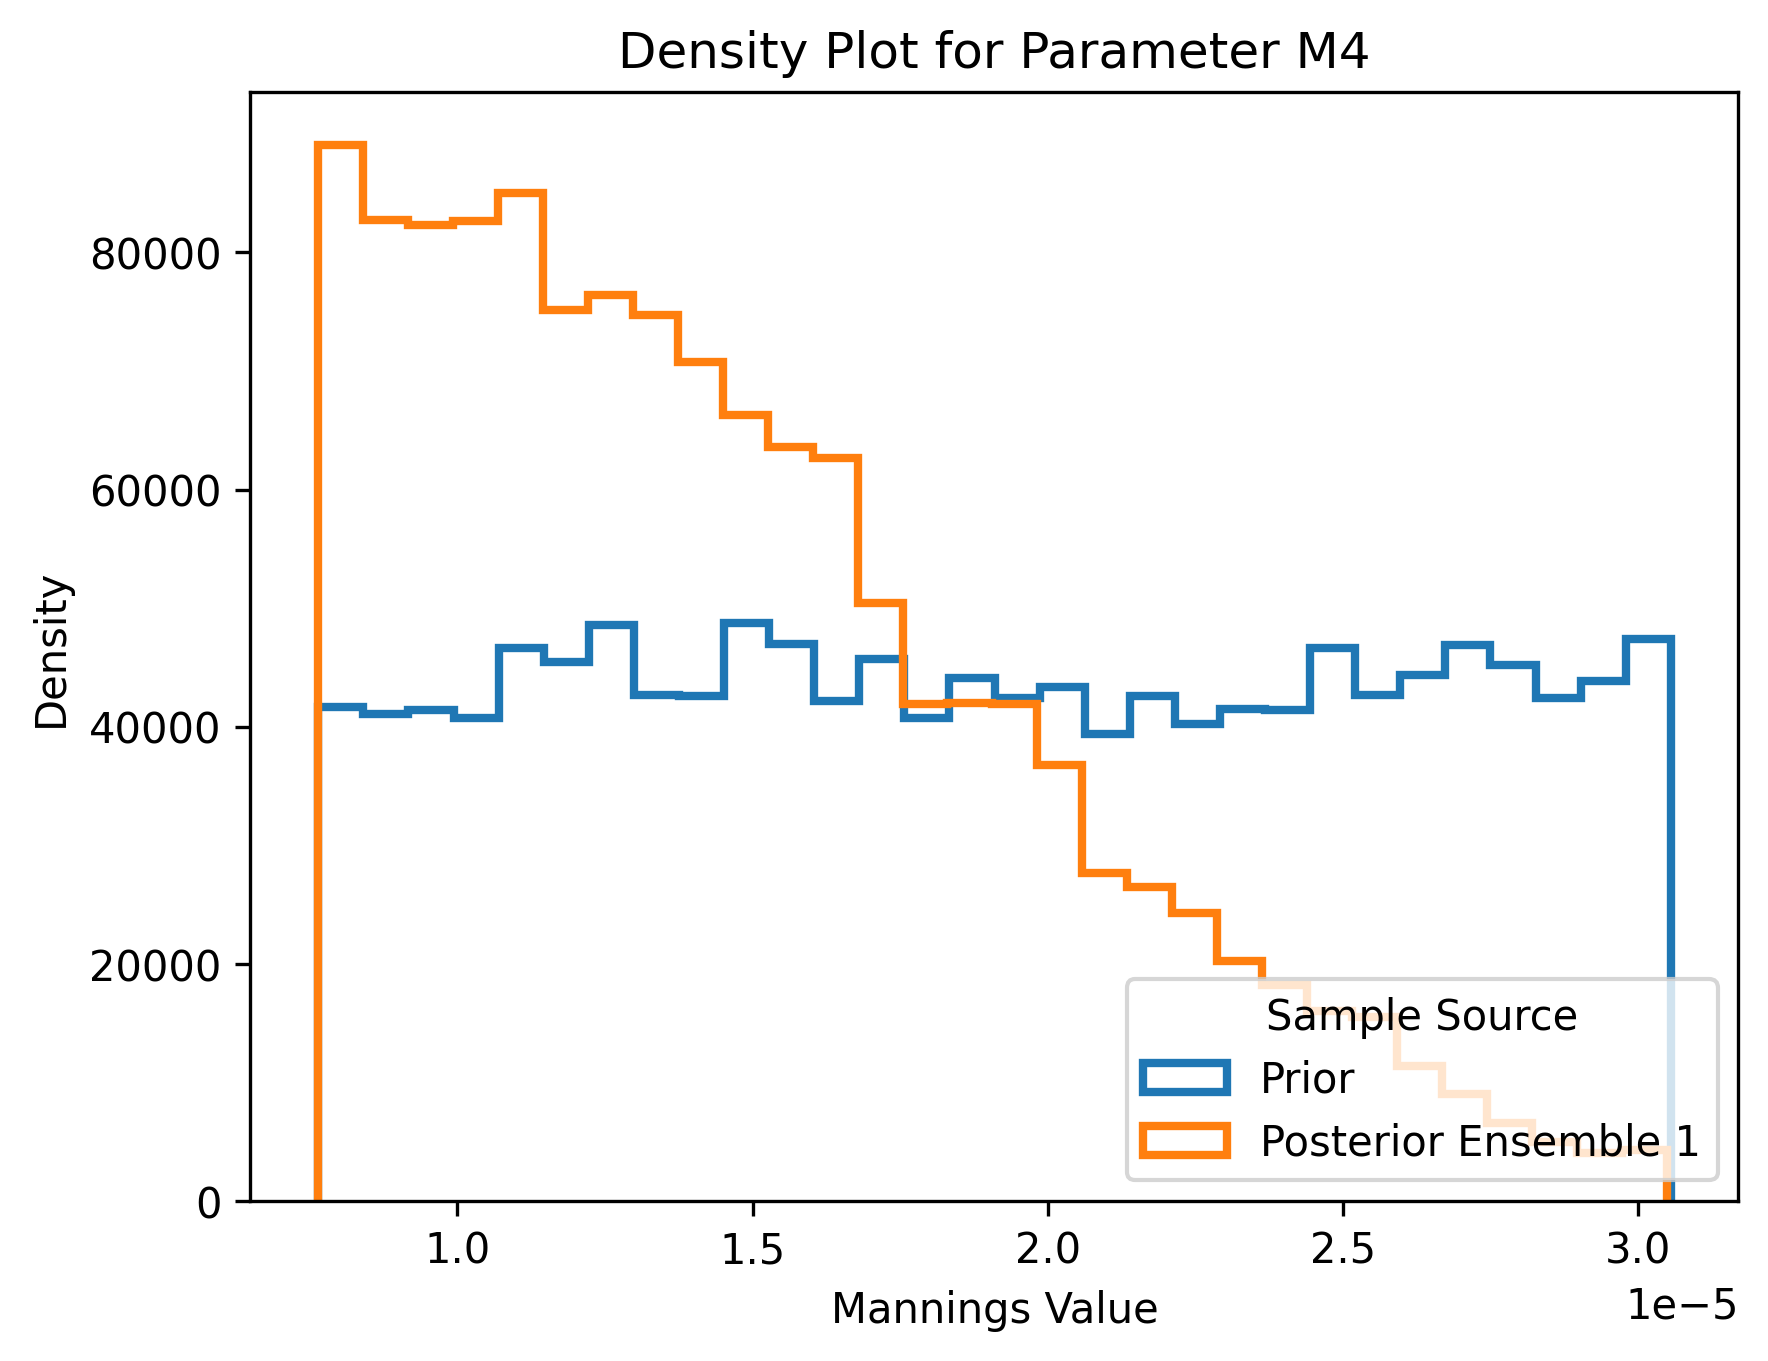 Density Plot for Parameter M4
Density
80000
60000
40000
20000
0
Sample Source
Prior
Posterior Ensemble 1
1.0 1.5 2.0 2.5 3.0
1e−5
Mannings Value